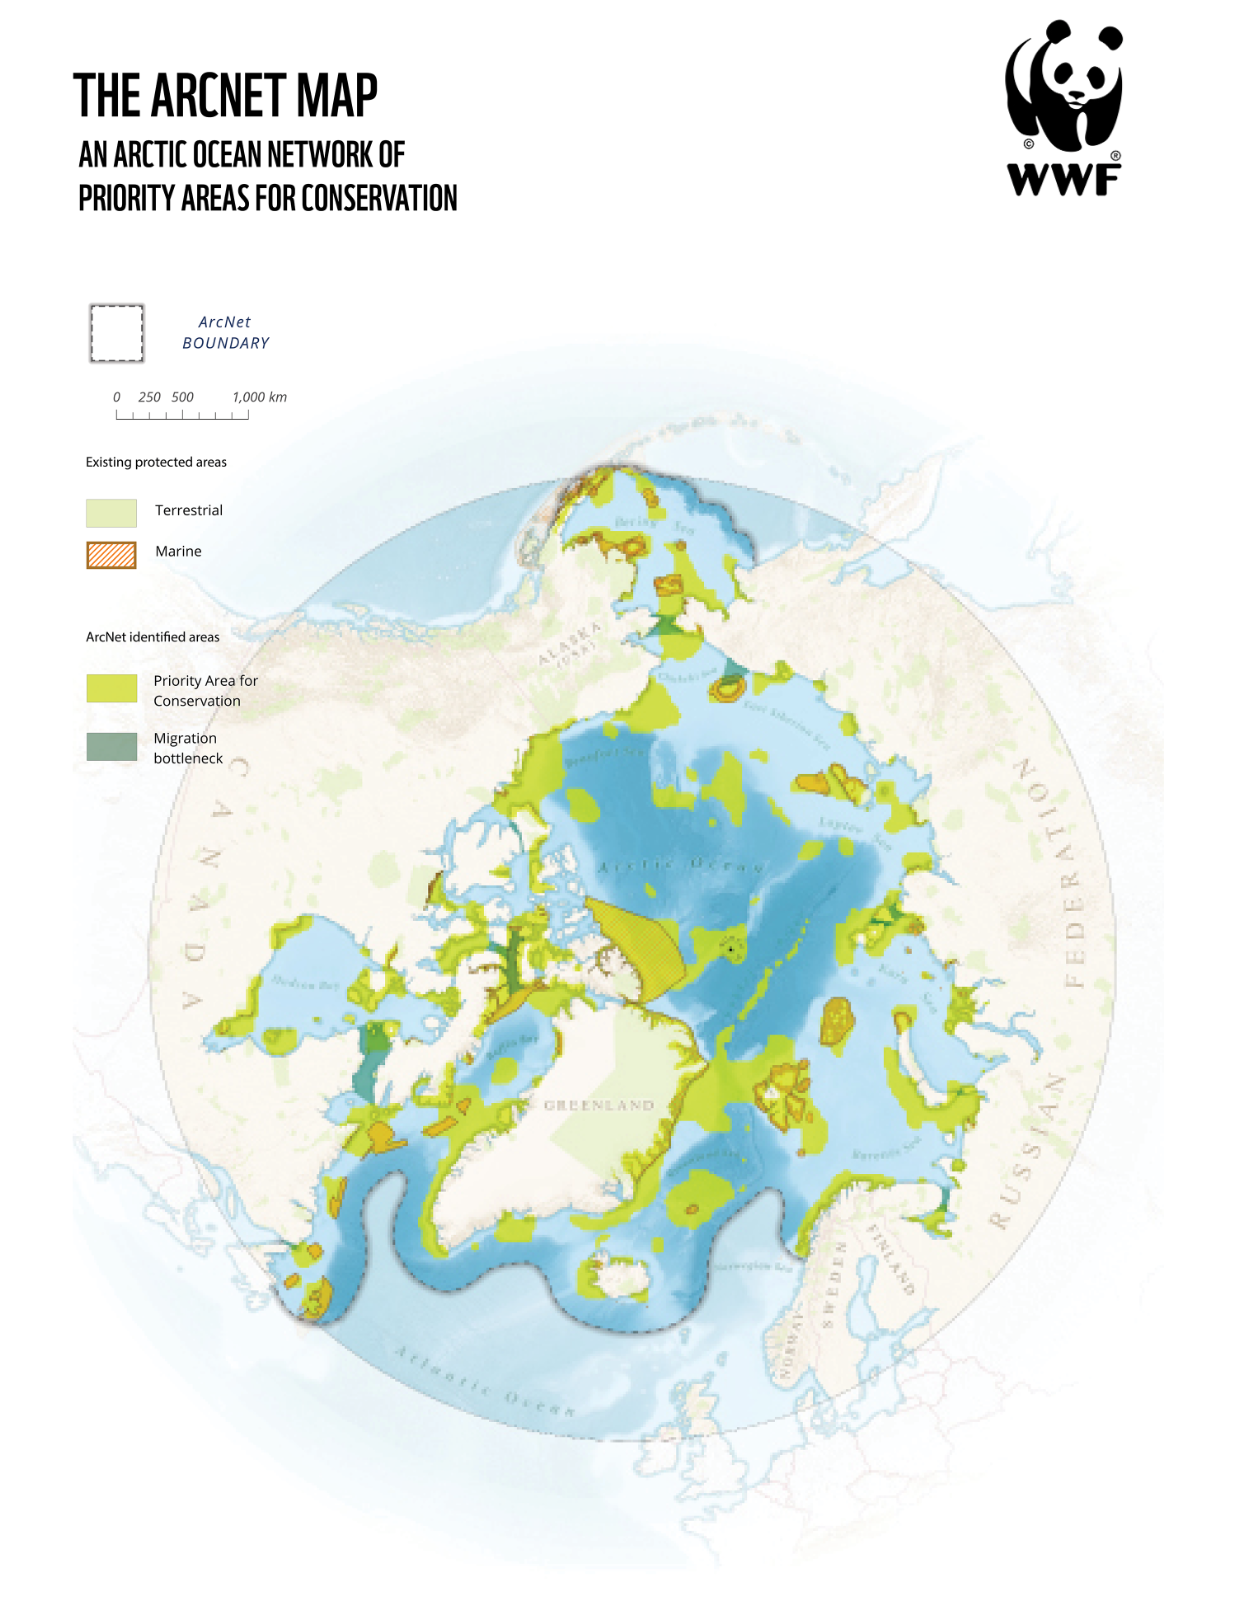 THE ARCNET MAP
AN ARCTIC OCEAN NETWORK OF
PRIORITY AREAS FOR CONSERVATION
©
®
WWF
ArcNet
BOUNDARY
0 250 500 1,000 km
Existing protected areas
Terrestrial
Marine
ArcNet identified areas
Priority Area for
Conservation
Migration
bottleneck
Bering Sea
ALASKA
(USA)
Chukchi Sea
East Siberian Sea
Beaufort Sea
CANADA
Laptev Sea
Arctic Ocean
RUSSIAN FEDERATION
Kara Sea
Hudson Bay
Baffin Bay
GREENLAND
Greenland Sea
Barents Sea
Norwegian Sea
FINLAND
SWEDEN
NORWAY
Atlantic Ocean